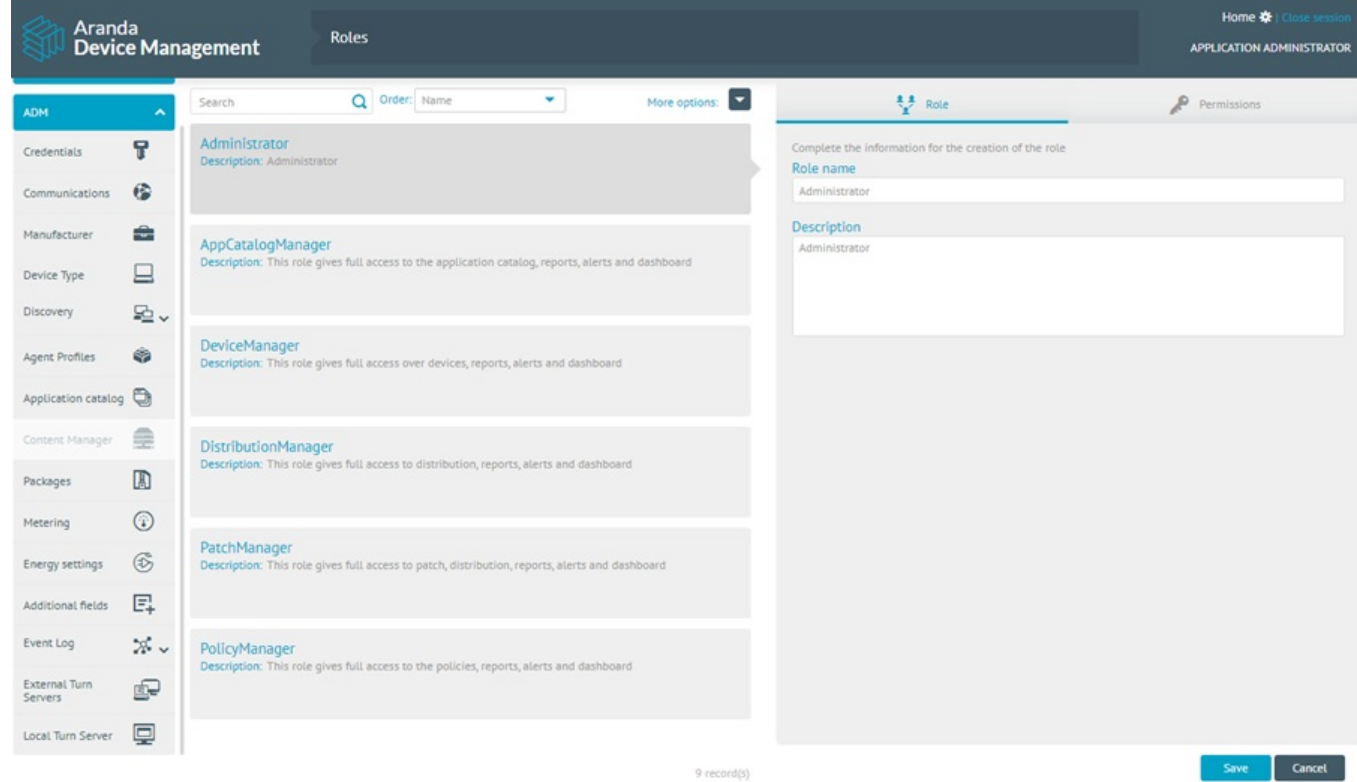 Aranda
Device Management
Roles
Home | Close session
APPLICATION ADMINISTRATOR
ADM
Credentials
Communications
Manufacturer
Device Type
Discovery
Agent Profiles
Application catalog
Content Manager
Packages
Metering
Energy settings
Additional fields
Event Log
External Turn
Servers
Local Turn Server
Search
Order: Name
More options:
Administrator
Description: Administrator
AppCatalogManager
Description: This role gives full access to the application catalog, reports, alerts and dashboard
DeviceManager
Description: This role gives full access over devices, reports, alerts and dashboard
DistributionManager
Description: This role gives full access to distribution, reports, alerts and dashboard
PatchManager
Description: This role gives full access to patch, distribution, reports, alerts and dashboard
PolicyManager
Description: This role gives full access to the policies, reports, alerts and dashboard
9 record(s)
Role
Permissions
Complete the information for the creation of the role
Role name
Administrator
Description
Administrator
Save
Cancel